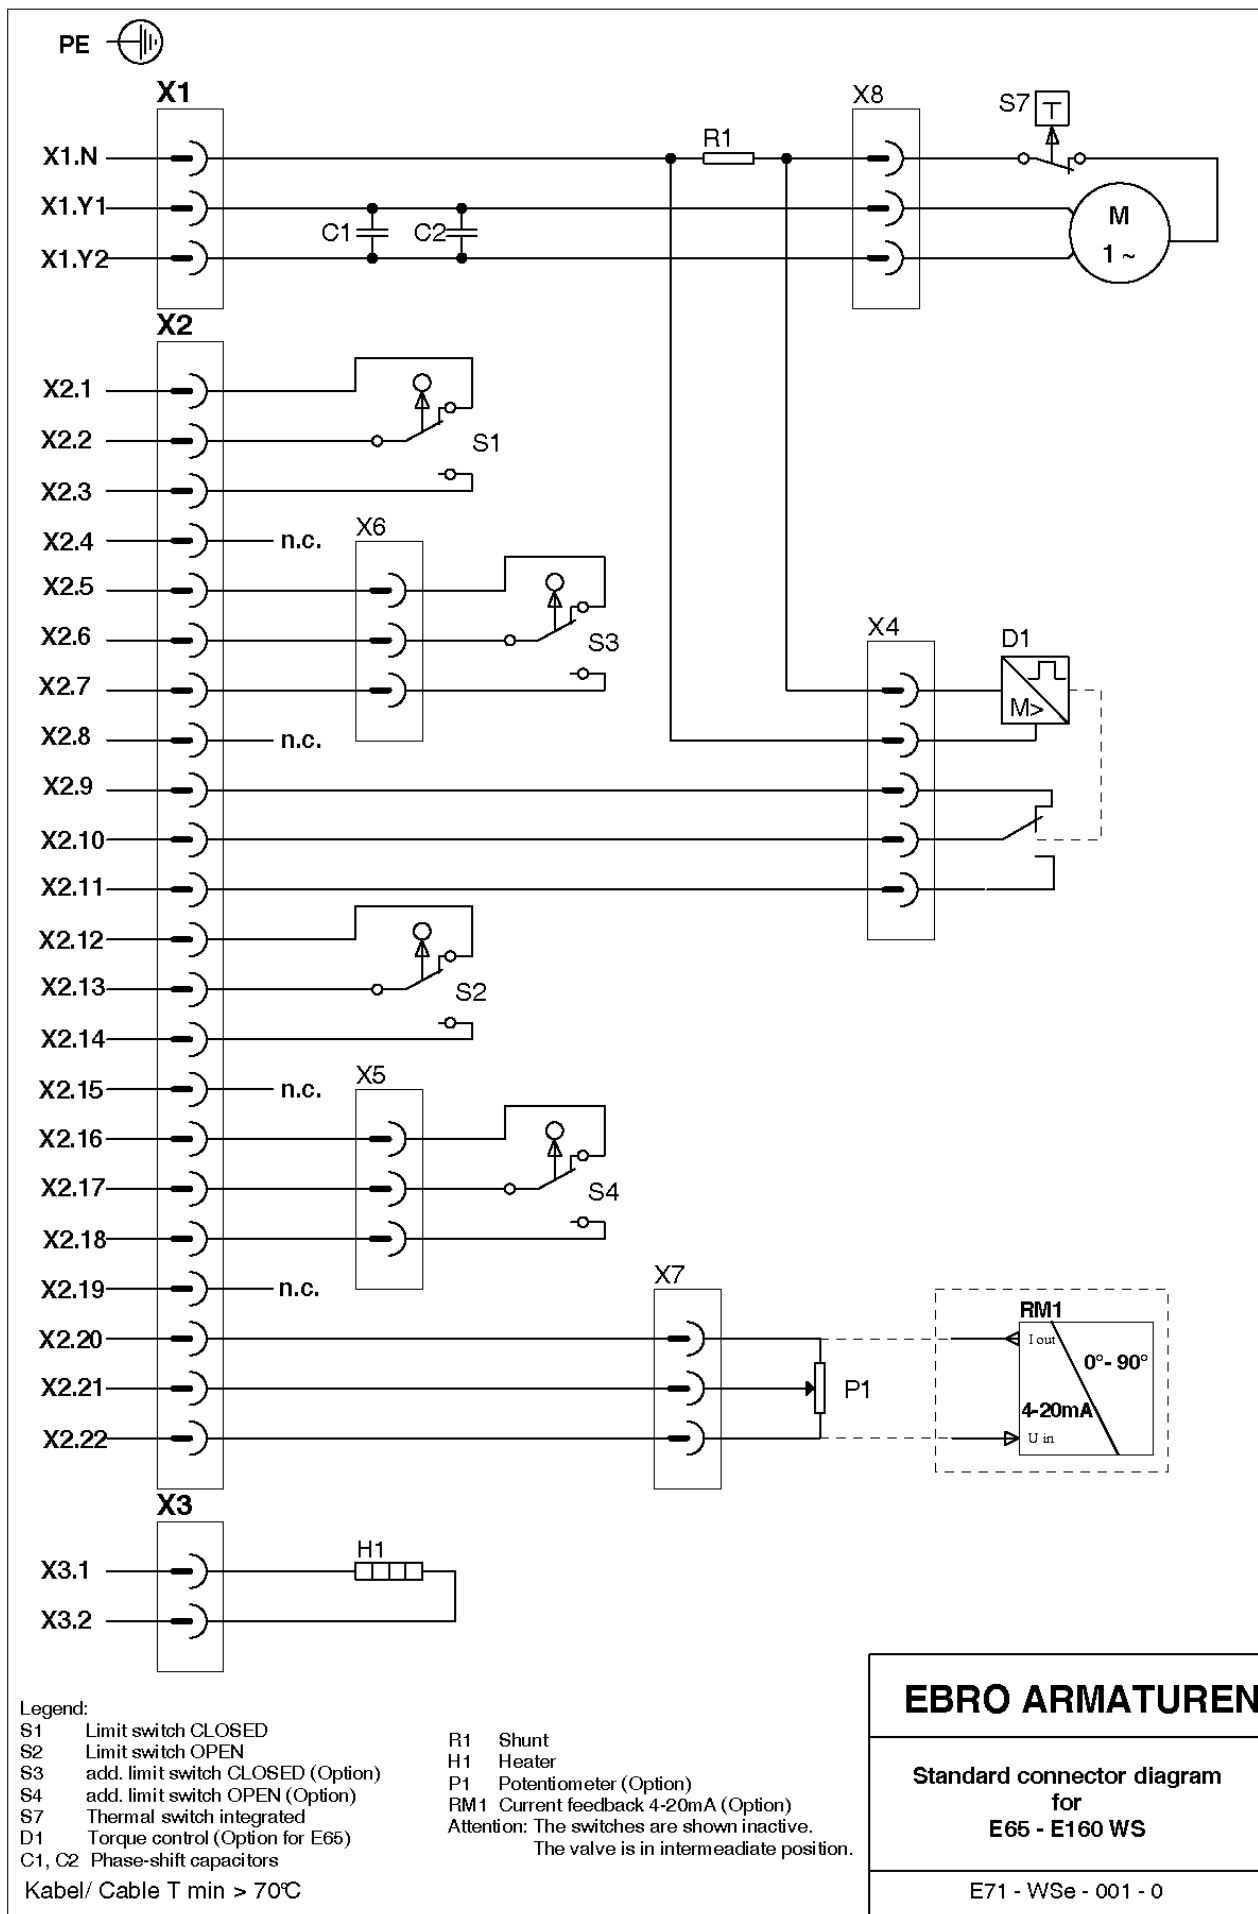 PE
X1
X8
S7
T
X1.N
R1
X1.Y1
C1
C2
M
1 ~
X1.Y2
X2
X2.1
X2.2
S1
X2.3
X2.4
n.c.
X6
X2.5
X2.6
S3
X4
D1
X2.7
M>
X2.8
n.c.
X2.9
X2.10
X2.11
X2.12
X2.13
S2
X2.14
X2.15
n.c.
X5
X2.16
X2.17
S4
X2.18
X2.19
n.c.
X7
RM1
X2.20
I out
0°- 90°
X2.21
P1
4-20mA
X2.22
U in
X3
X3.1
H1
X3.2
Legend:
S1 Limit switch CLOSED
S2 Limit switch OPEN
S3 add. limit switch CLOSED (Option)
S4 add. limit switch OPEN (Option)
S7 Thermal switch integrated
D1 Torque control (Option for E65)
C1, C2 Phase-shift capacitors
R1 Shunt
H1 Heater
P1 Potentiometer (Option)
RM1 Current feedback 4-20mA (Option)
Attention: The switches are shown inactive.
The valve is in intermeadiate position.
Kabel/ Cable T min > 70°C
EBRO ARMATUREN
Standard connector diagram
for
E65 - E160 WS
E71 - WSe - 001 - 0